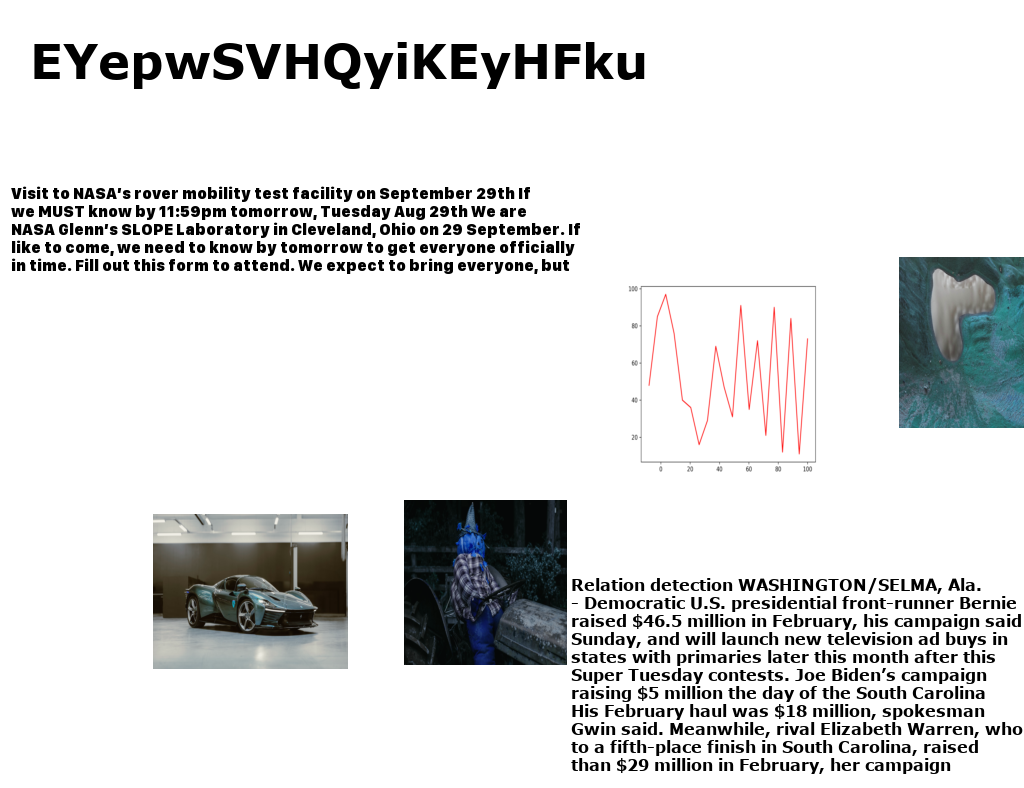 EYepwSVHQyiKEyHFku
Visit to NASA's rover mobility test facility on September 29th If
we MUST know by 11:59pm tomorrow, Tuesday Aug 29th We are
NASA Glenn's SLOPE Laboratory in Cleveland, Ohio on 29 September. If
like to come, we need to know by tomorrow to get everyone officially
in time. Fill out this form to attend. We expect to bring everyone, but
100
80
60
40
20
0 20 40 60 80 100
Relation detection WASHINGTON/SELMA, Ala.
- Democratic U.S. presidential front-runner Bernie
raised $46.5 million in February, his campaign said
Sunday, and will launch new television ad buys in
states with primaries later this month after this
Super Tuesday contests. Joe Biden's campaign
raising $5 million the day of the South Carolina
His February haul was $18 million, spokesman
Gwin said. Meanwhile, rival Elizabeth Warren, who
to a fifth-place finish in South Carolina, raised
than $29 million in February, her campaign